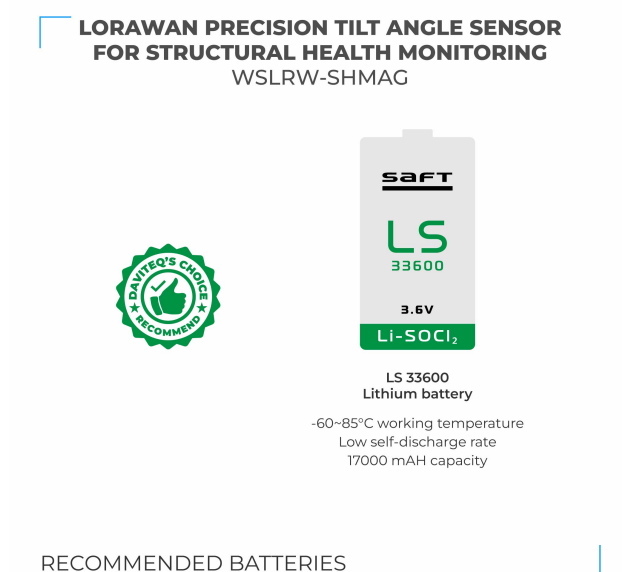 LORAWAN PRECISION TILT ANGLE SENSOR
FOR STRUCTURAL HEALTH MONITORING
WSLRW-SHMAG
saft
LS
33600
3.6V
Li-SOCl₂
DAVITEQ'S CHOICE
RECOMMEND
LS 33600
Lithium battery
-60~85°C working temperature
Low self-discharge rate
17000 mAH capacity
RECOMMENDED BATTERIES